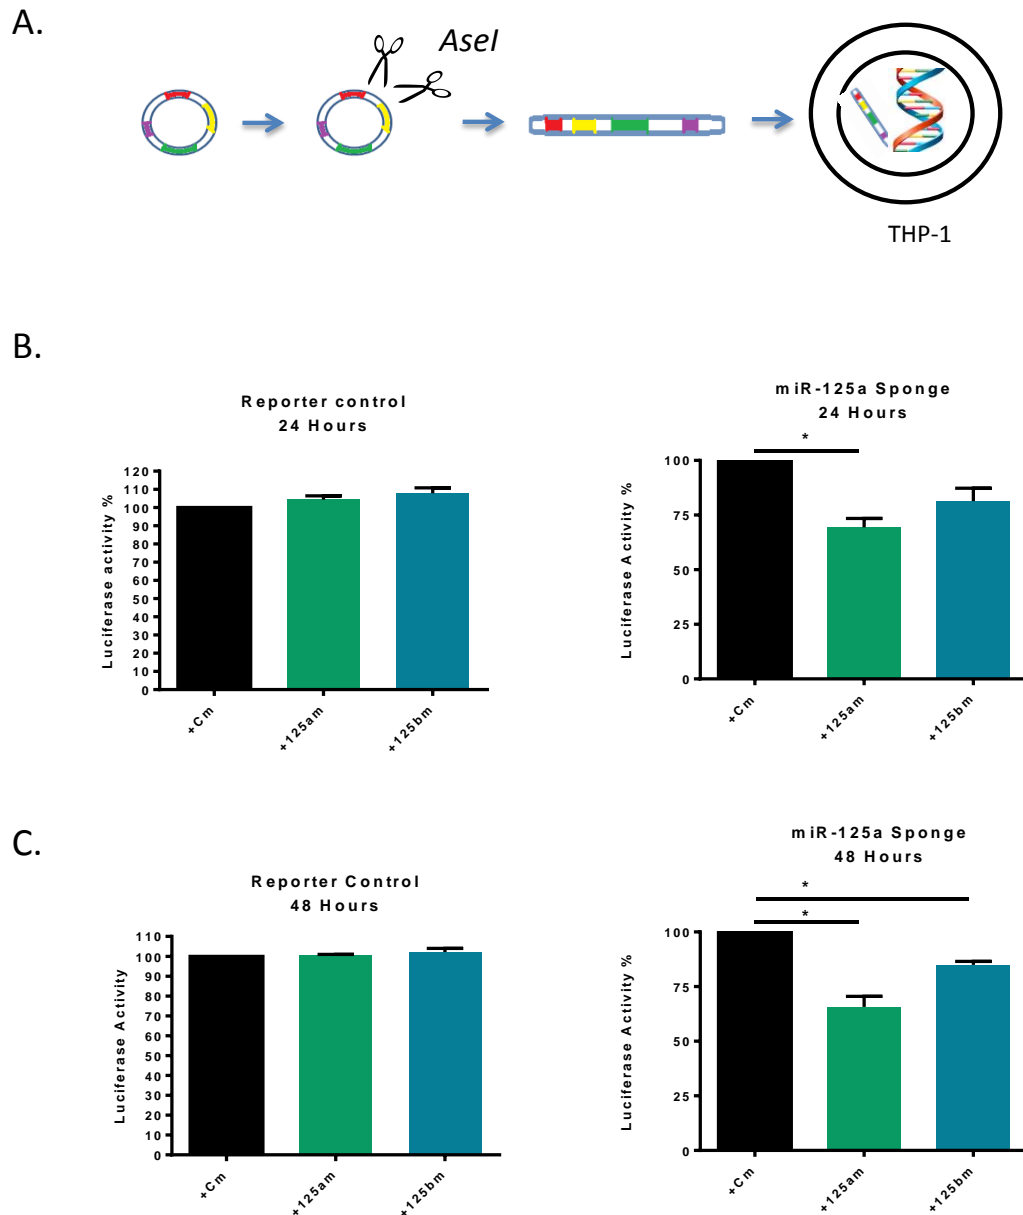 A.
AseI
THP-1
B.
Reporter control
24 Hours
Luciferase activity %
120
110
100
90
80
70
60
50
40
30
20
10
0
+Cm
+125am
+125bm
miR-125a Sponge
24 Hours
*
Luciferase Activity %
100
75
50
25
0
+Cm
+125am
+125bm
C.
Reporter Control
48 Hours
Luciferase Activity
110
100
90
80
70
60
50
40
30
20
10
0
+Cm
+125am
+125bm
miR-125a Sponge
48 Hours
*
*
Luciferase Activity %
100
75
50
25
0
+Cm
+125am
+125bm